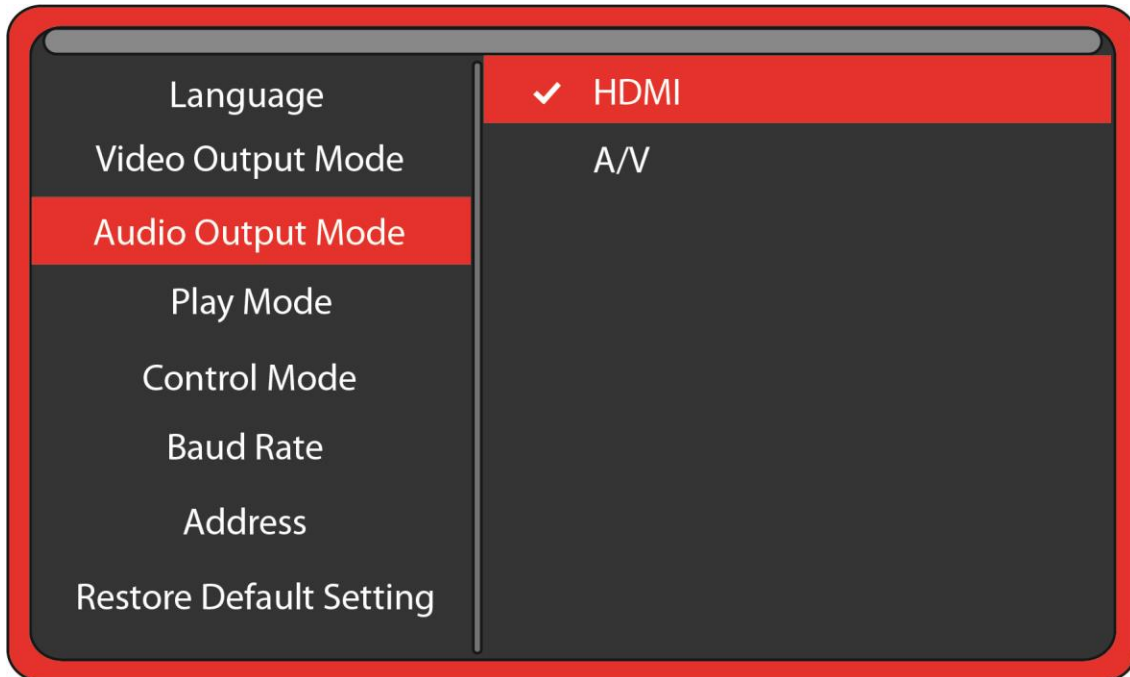 Language
Video Output Mode
Audio Output Mode
Play Mode
Control Mode
Baud Rate
Address
Restore Default Setting
HDMI
A/V